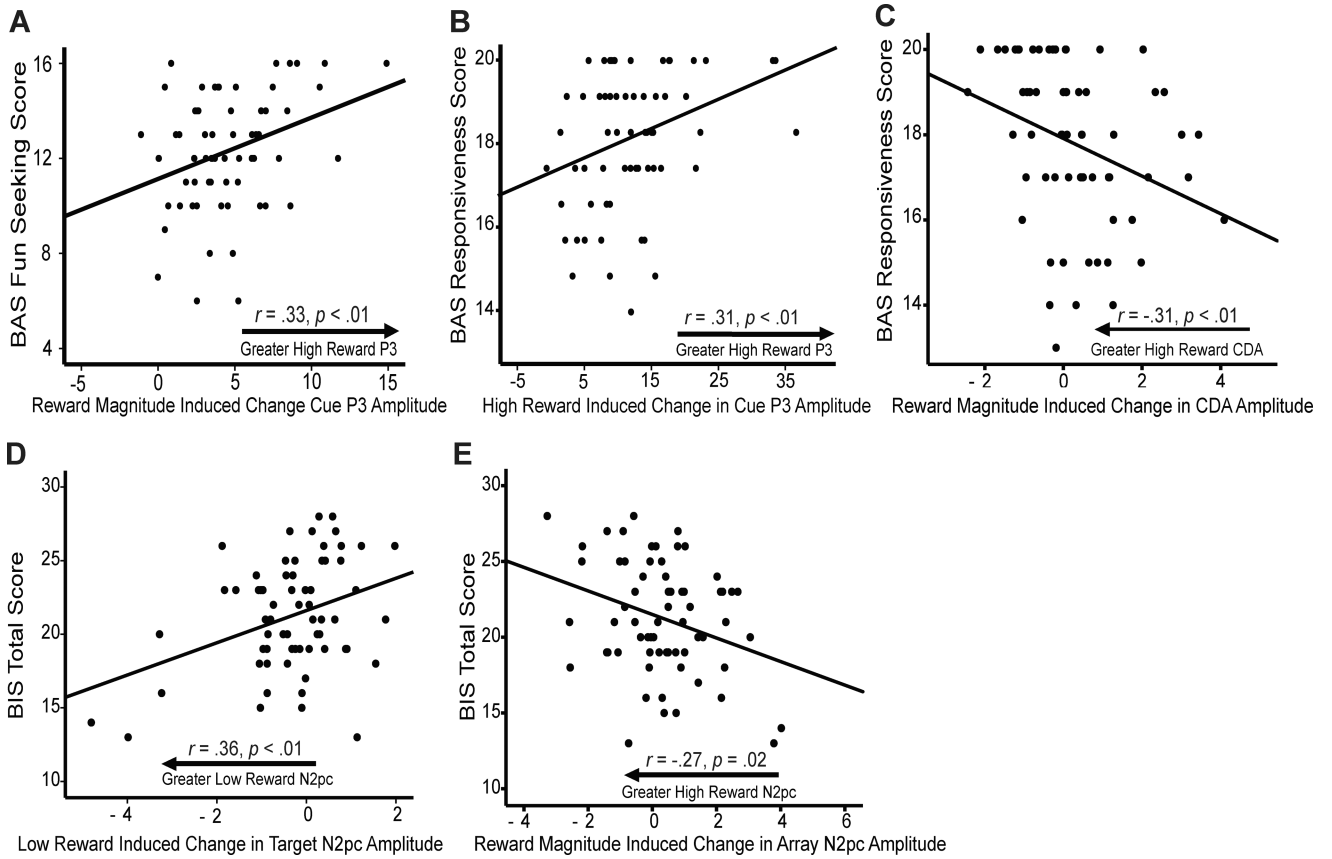 A
BAS Fun Seeking Score
16
12
8
4
r = .33, p < .01
Greater High Reward P3
-5 0 5 10 15
Reward Magnitude Induced Change Cue P3 Amplitude
B
BAS Responsiveness Score
20
18
16
14
r = .31, p < .01
Greater High Reward P3
-5 5 15 25 35
High Reward Induced Change in Cue P3 Amplitude
C
BAS Responsiveness Score
20
18
16
14
r = -.31, p < .01
Greater High Reward CDA
- 2 0 2 4
Reward Magnitude Induced Change in CDA Amplitude
D
BIS Total Score
30
25
20
15
10
r = .36, p < .01
Greater Low Reward N2pc
- 4 - 2 0 2
Low Reward Induced Change in Target N2pc Amplitude
E
BIS Total Score
30
25
20
15
10
r = -.27, p = .02
Greater High Reward N2pc
- 4 - 2 0 2 4 6
Reward Magnitude Induced Change in Array N2pc Amplitude